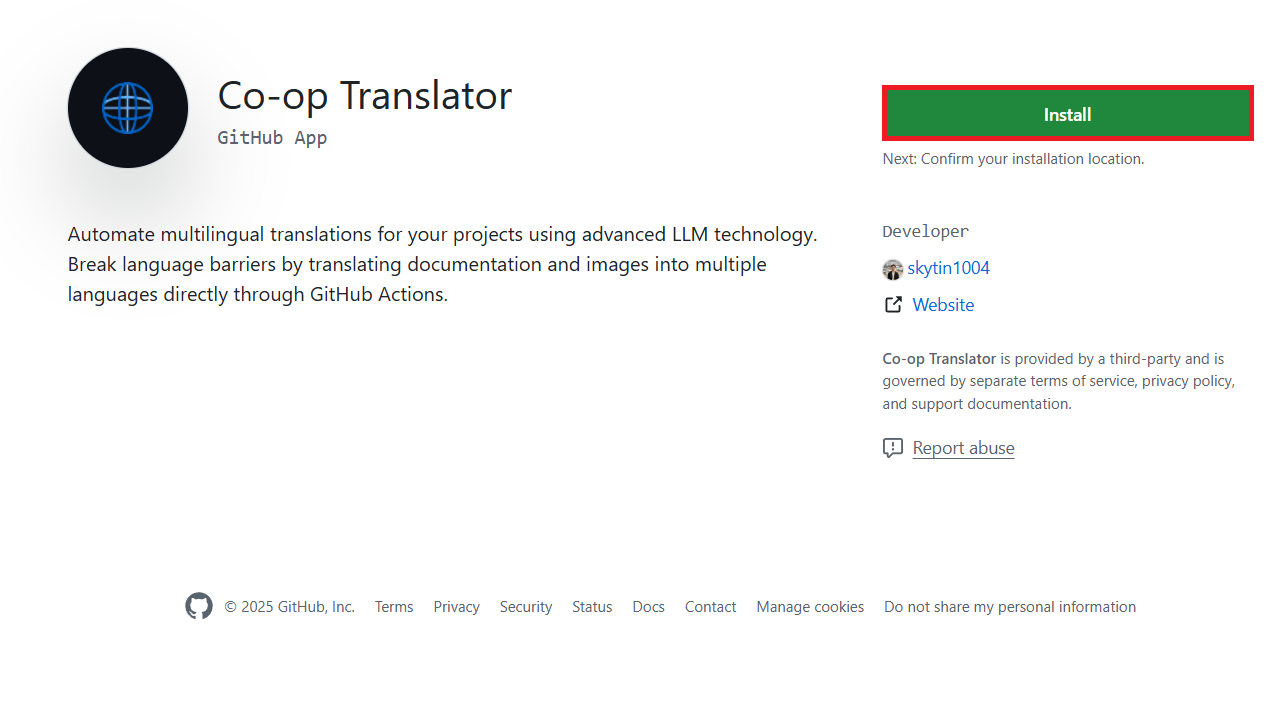 Co-op Translator
GitHub App
Automate multilingual translations for your projects using advanced LLM technology.
Break language barriers by translating documentation and images into multiple
languages directly through GitHub Actions.
Install
Next: Confirm your installation location.
Developer
skytin1004
Website
Co-op Translator is provided by a third-party and is
governed by separate terms of service, privacy policy,
and support documentation.
Report abuse
© 2025 GitHub, Inc. Terms Privacy Security Status Docs Contact Manage cookies Do not share my personal information